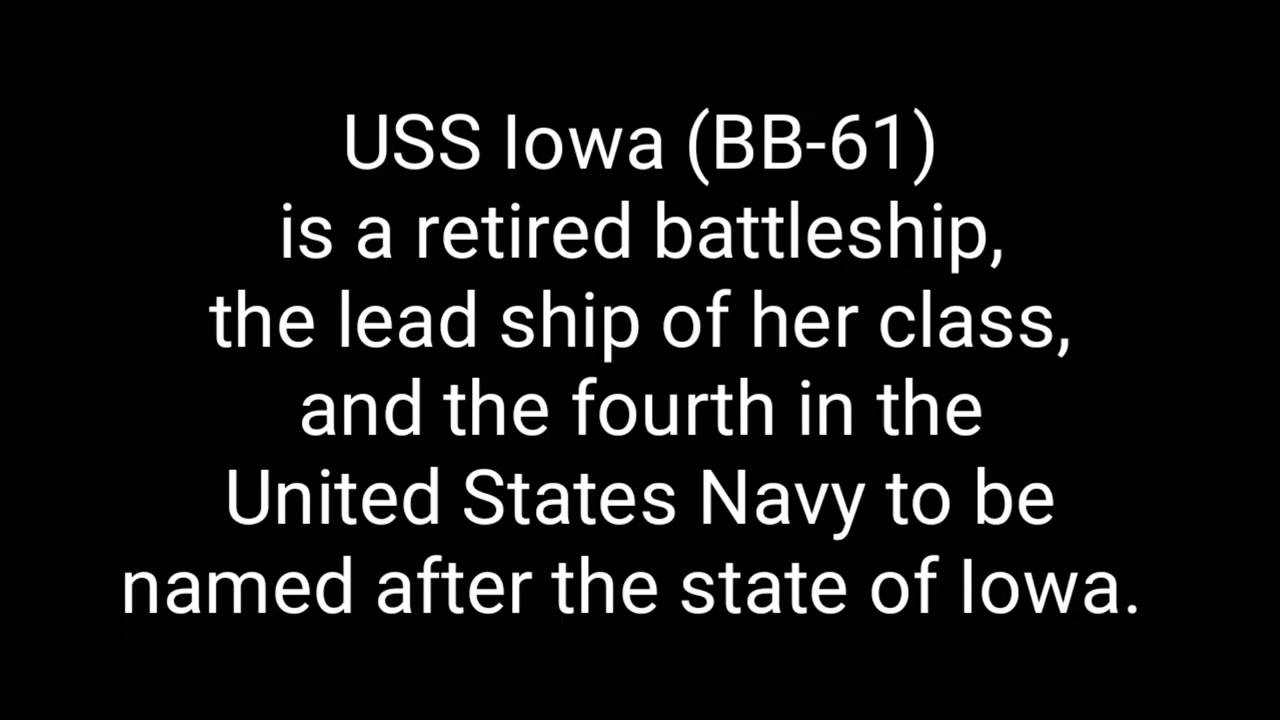 USS Iowa (BB-61)
is a retired battleship,
the lead ship of her class,
and the fourth in the
United States Navy to be
named after the state of Iowa.